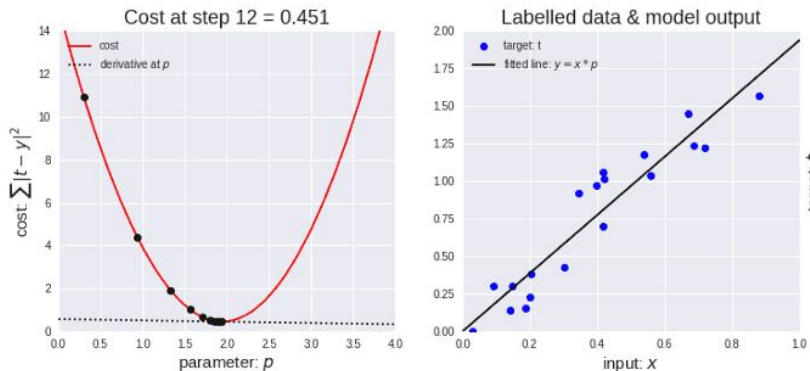 Cost at step 12 = 0.451
14
12
10
8
6
4
2
0
cost: ∑|t − y|²
cost
derivative at p
0.0 0.5 1.0 1.5 2.0 2.5 3.0 3.5 4.0
parameter: p
Labelled data & model output
2.00
1.75
1.50
1.25
1.00
0.75
0.50
0.25
0.00
target: t
fitted line: y = x * p
0.0 0.2 0.4 0.6 0.8 1.0
input: x